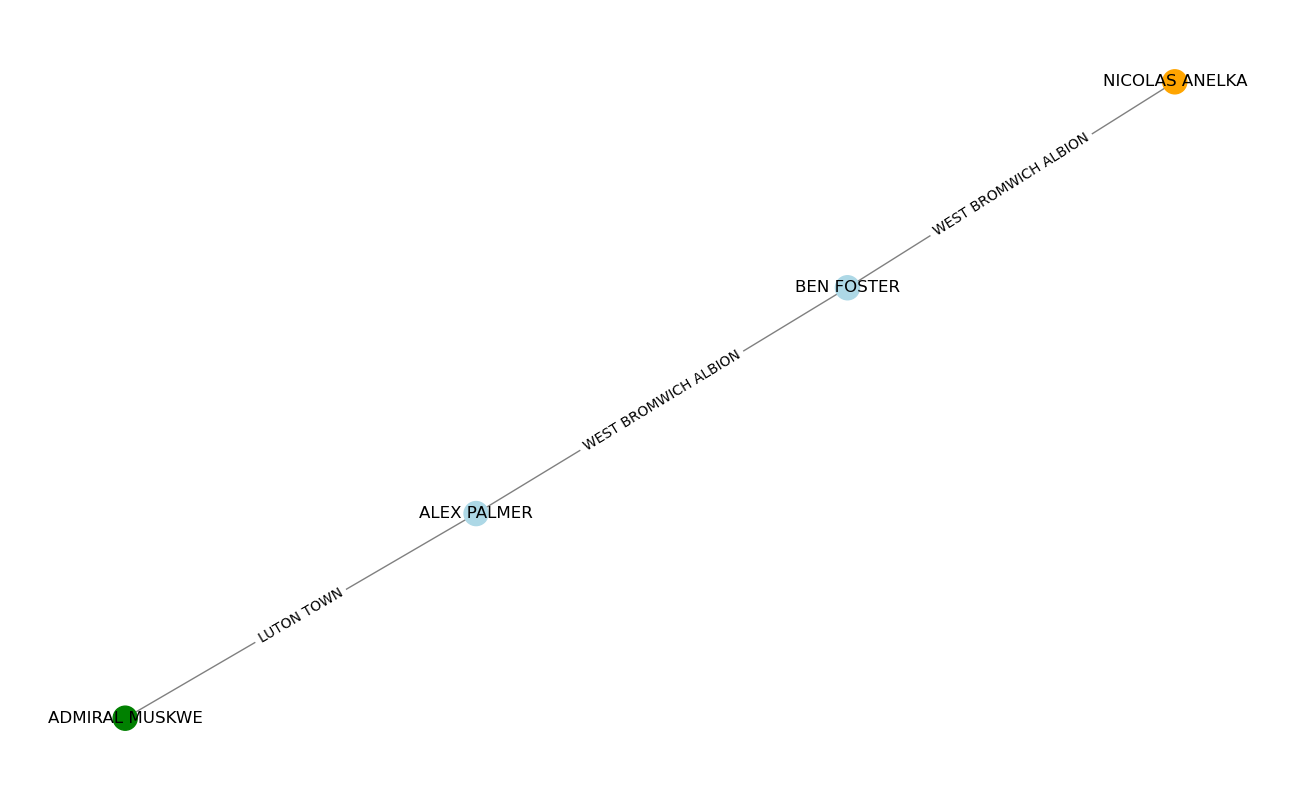 NICOLAS ANELKA
WEST BROMWICH ALBION
BEN FOSTER
WEST BROMWICH ALBION
ALEX PALMER
LUTON TOWN
ADMIRAL MUSKWE